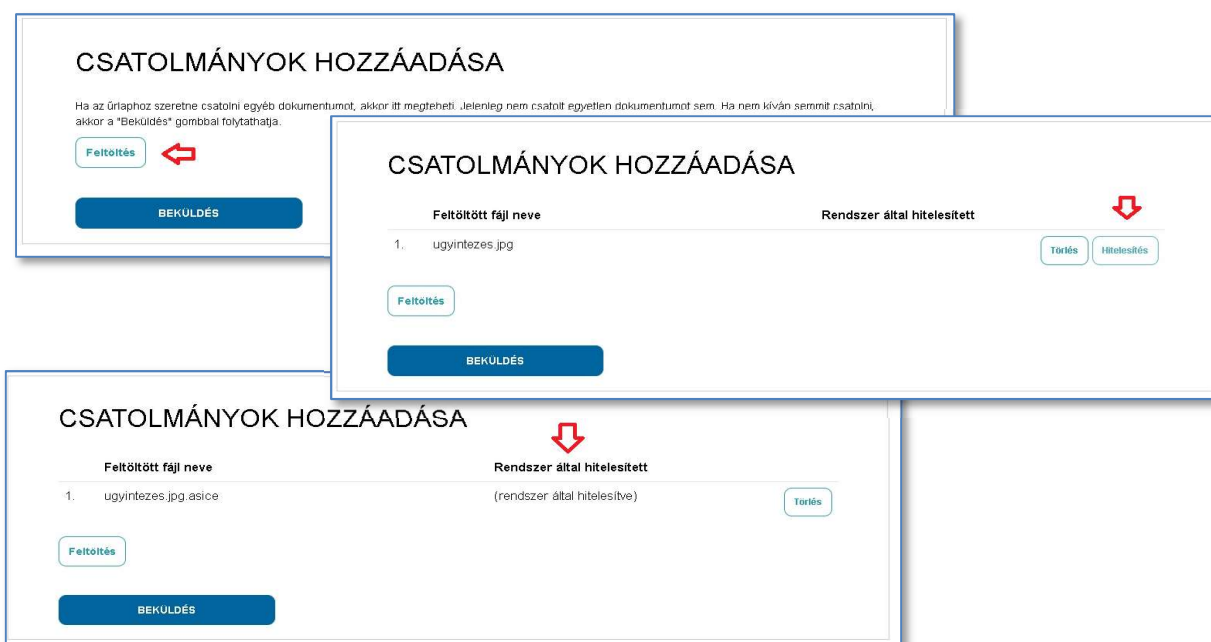 CSATOLMÁNYOK HOZZÁADÁSA
Ha az űrlaphoz szeretne csatolni egyéb dokumentumot, akkor itt megteheti. Jelenleg nem csatolt egyetlen dokumentumot sem. Ha nem kíván semmit csatolni,
akkor a "Beküldés" gombbal folytathatja.
Feltöltés
BEKÜLDÉS
CSATOLMÁNYOK HOZZÁADÁSA
Feltöltött fájl neve Rendszer által hitelesített
1. ugyintezes.jpg Törlés Hitelesítés
Feltöltés
BEKÜLDÉS
CSATOLMÁNYOK HOZZÁADÁSA
Feltöltött fájl neve Rendszer által hitelesített
1. ugyintezes.jpg.asice (rendszer által hitelesítve) Törlés
Feltöltés
BEKÜLDÉS